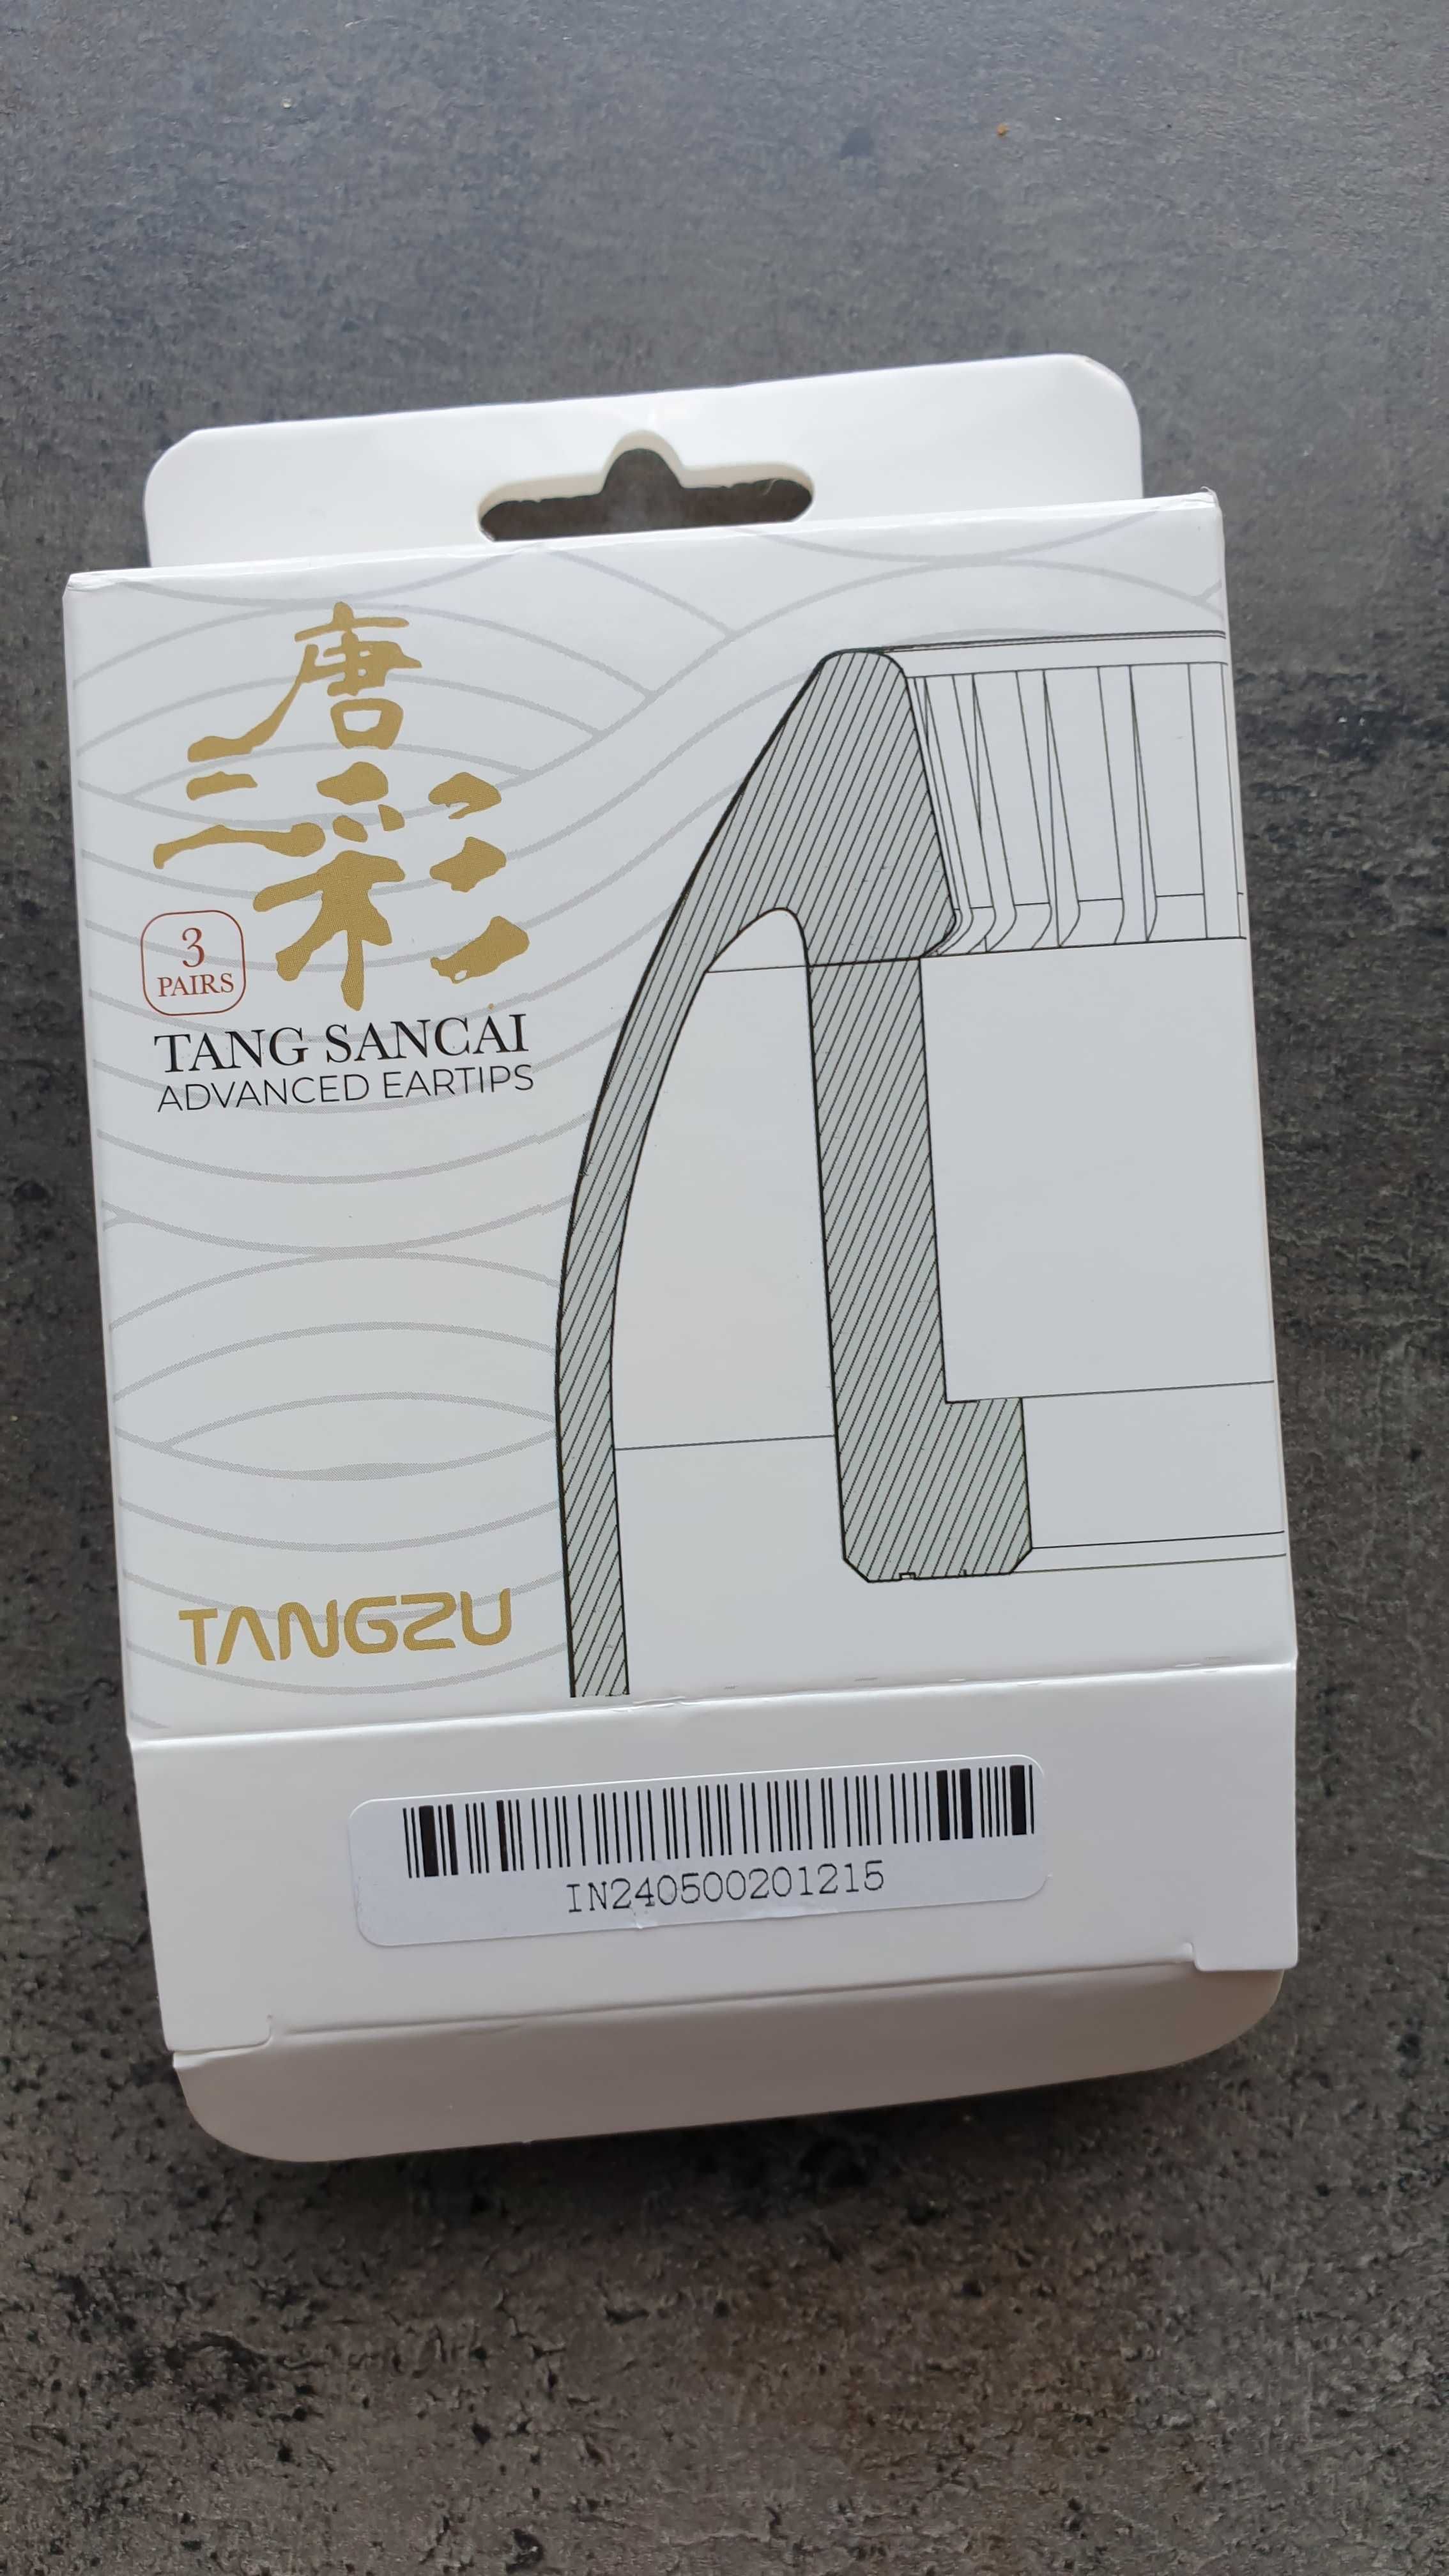 唐
三彩
3
PAIRS
TANG SANCAI
ADVANCED EARTIPS
TANGZU
IN240500201215